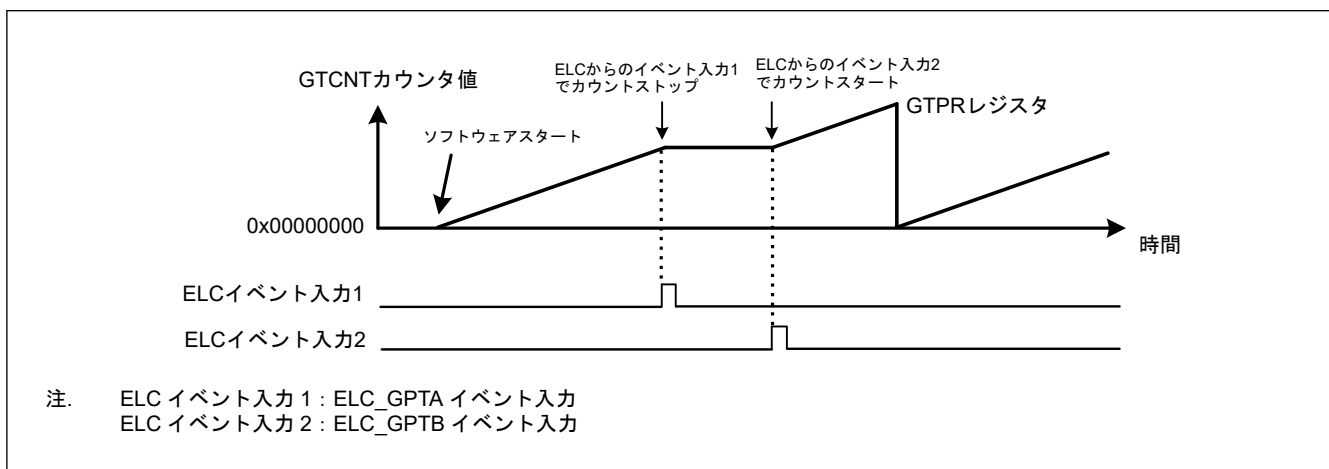 GTCNTカウンタ値
ELCからのイベント入力1
でカウントストップ
ELCからのイベント入力2
でカウントスタート
GTPRレジスタ
ソフトウェアスタート
0x00000000
時間
ELCイベント入力1
ELCイベント入力2
注. ELC イベント入力 1：ELC_GPTA イベント入力
ELC イベント入力 2：ELC_GPTB イベント入力